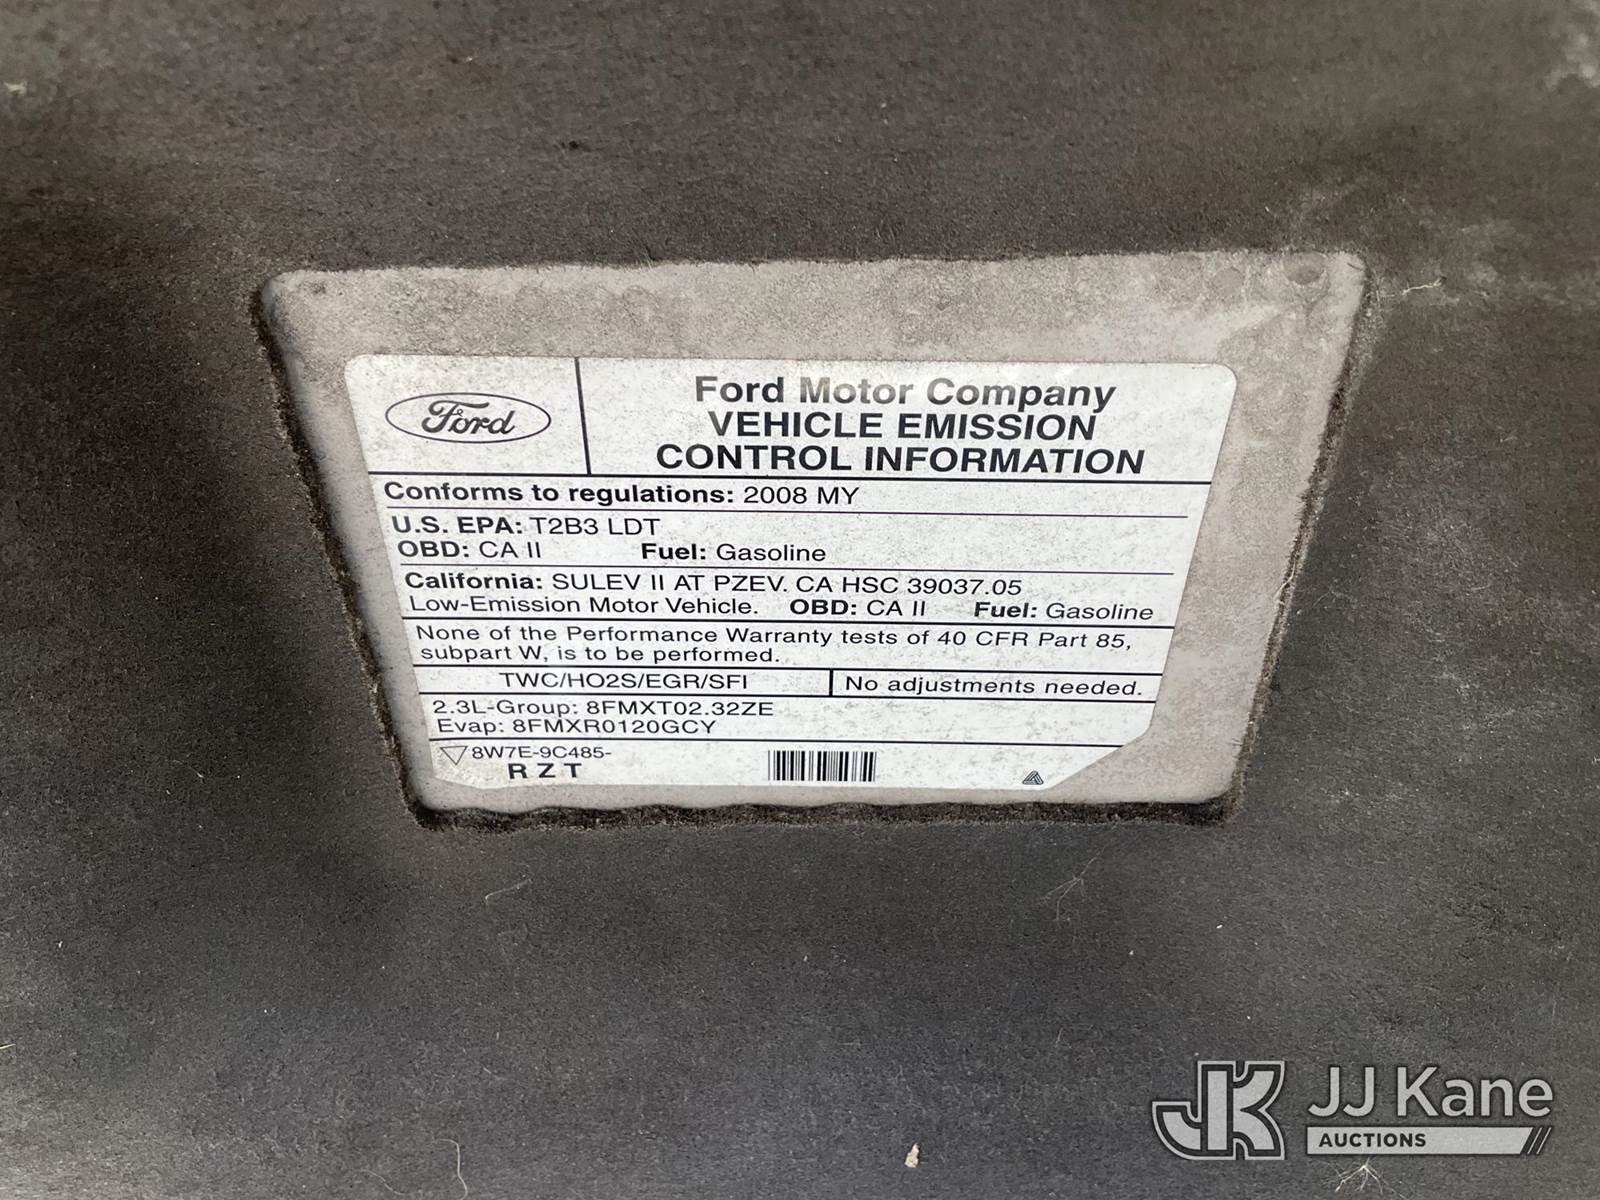 Ford
Ford Motor Company
VEHICLE EMISSION
CONTROL INFORMATION
Conforms to regulations: 2008 MY
U.S. EPA: T2B3 LDT
OBD: CA II Fuel: Gasoline
California: SULEV II AT PZEV. CA HSC 39037.05
Low-Emission Motor Vehicle. OBD: CA II Fuel: Gasoline
None of the Performance Warranty tests of 40 CFR Part 85,
subpart W, is to be performed.
TWC/HO2S/EGR/SFI No adjustments needed.
2.3L-Group: 8FMXT02.32ZE
Evap: 8FMXR0120GCY
8W7E-9C485-
R Z T
JK JJ Kane
AUCTIONS